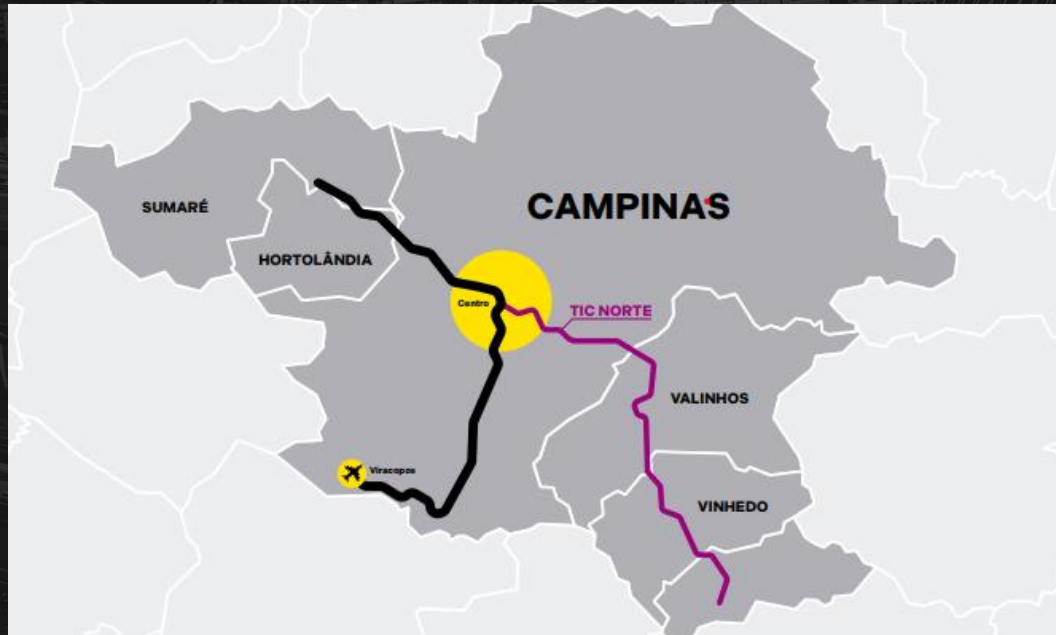 CAMPINAS
SUMARÉ
HORTOLÂNDIA
Centro
TIC NORTE
VALINHOS
Viracopos
VINHEDO